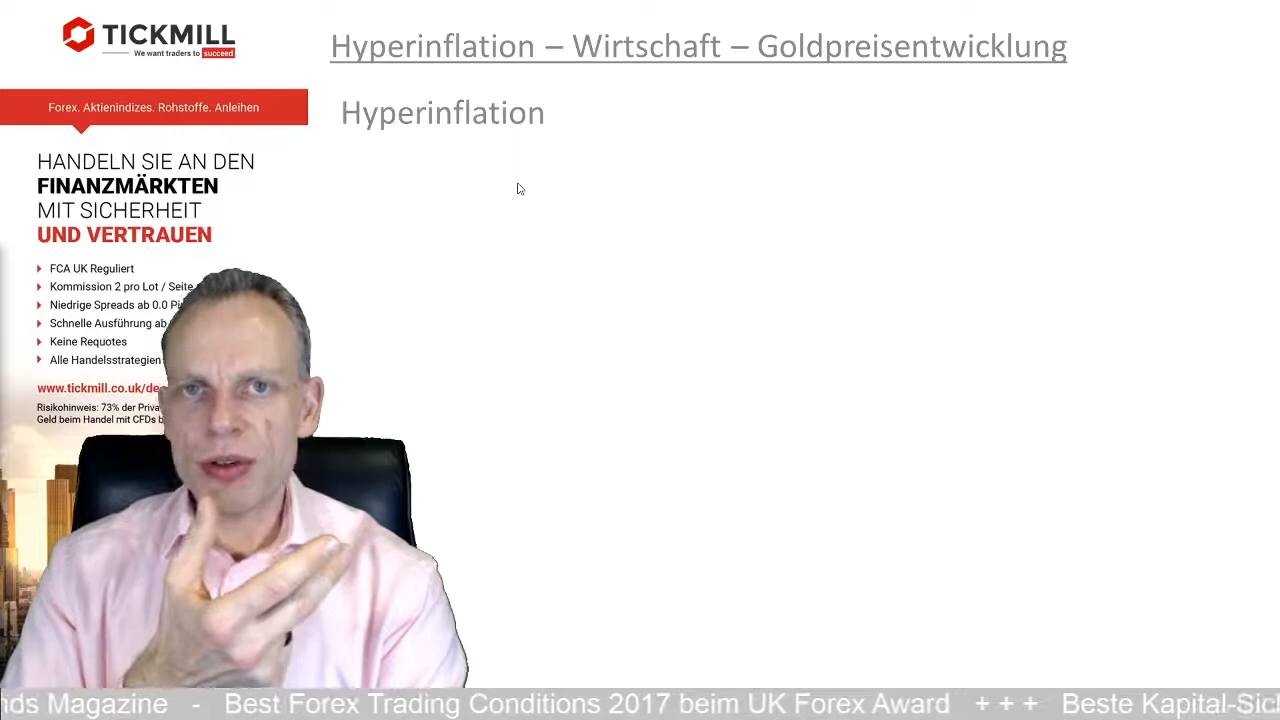 TICKMILL
We want traders to succeed
Forex. Aktienindizes. Rohstoffe. Anleihen
HANDELN SIE AN DEN
FINANZMÄRKTEN
MIT SICHERHEIT
UND VERTRAUEN
FCA UK Reguliert
Kommission 2 pro Lot / Seite
Niedrige Spreads ab 0.0
Schnelle Ausführung ab
Keine Requotes
Alle Handelsstrategien
www.tickmill.co.uk/de
Risikohinweis: 73% der
Geld beim Handel mit CFDs
Hyperinflation – Wirtschaft – Goldpreisentwicklung
Hyperinflation
Magazine - Best Forex Trading Conditions 2017 beim UK Forex Award + + + Beste